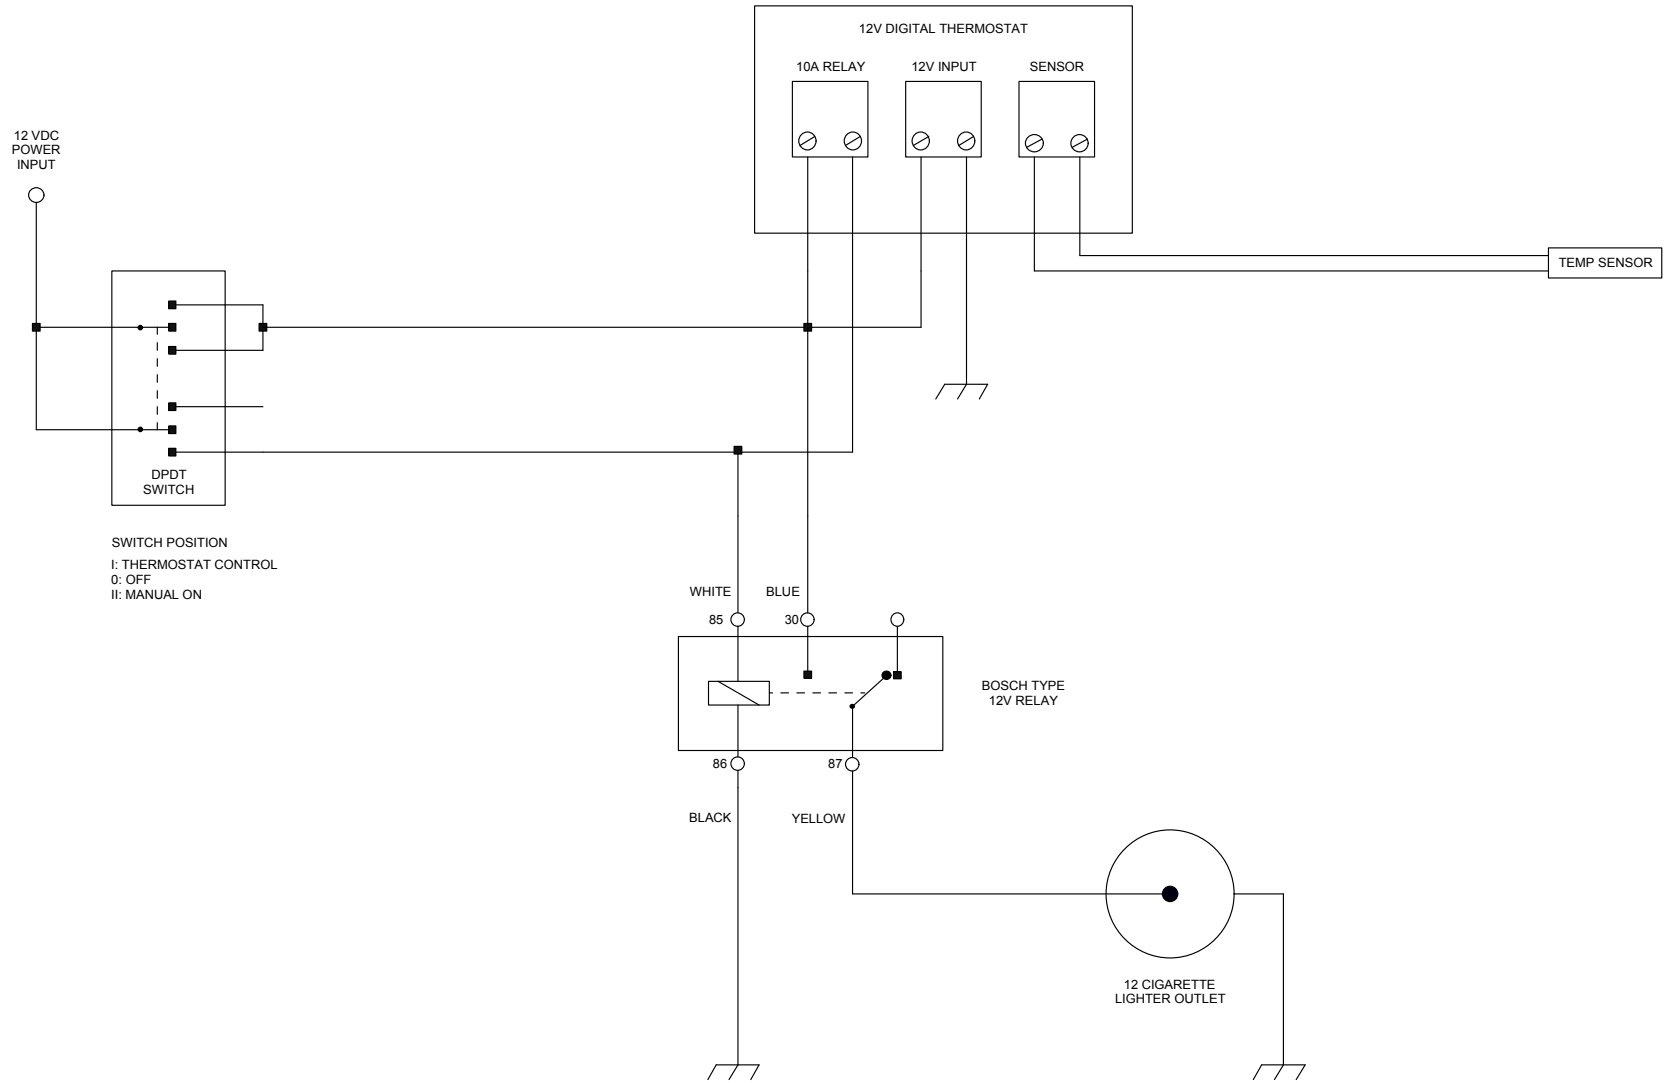 12V DIGITAL THERMOSTAT
10A RELAY
12V INPUT
SENSOR
12 VDC
POWER
INPUT
TEMP SENSOR
DPDT
SWITCH
SWITCH POSITION
I: THERMOSTAT CONTROL
0: OFF
II: MANUAL ON
WHITE
BLUE
85
30
BOSCH TYPE
12V RELAY
86
87
BLACK
YELLOW
12 CIGARETTE
LIGHTER OUTLET